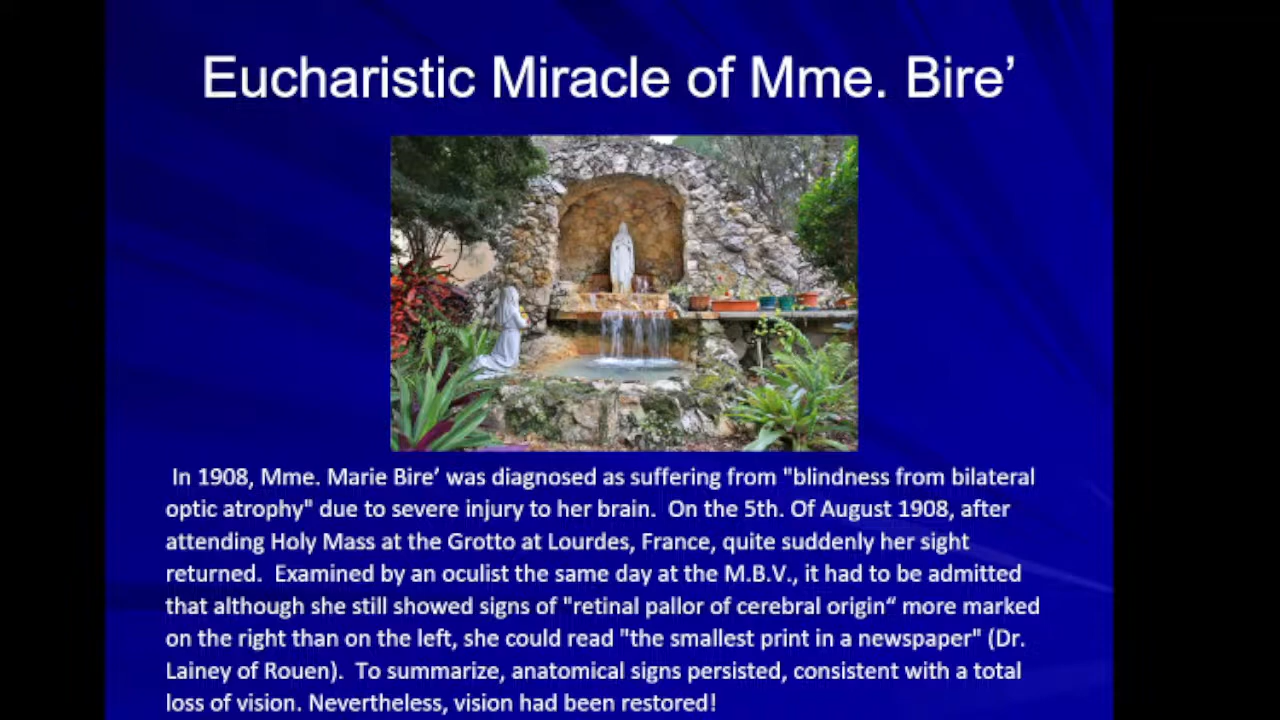 Eucharistic Miracle of Mme. Bire’
In 1908, Mme. Marie Bire’ was diagnosed as suffering from "blindness from bilateral
optic atrophy" due to severe injury to her brain.  On the 5th. Of August 1908, after
attending Holy Mass at the Grotto at Lourdes, France, quite suddenly her sight
returned.  Examined by an oculist the same day at the M.B.V., it had to be admitted
that although she still showed signs of "retinal pallor of cerebral origin“ more marked
on the right than on the left, she could read "the smallest print in a newspaper" (Dr.
Lainey of Rouen).  To summarize, anatomical signs persisted, consistent with a total
loss of vision. Nevertheless, vision had been restored!